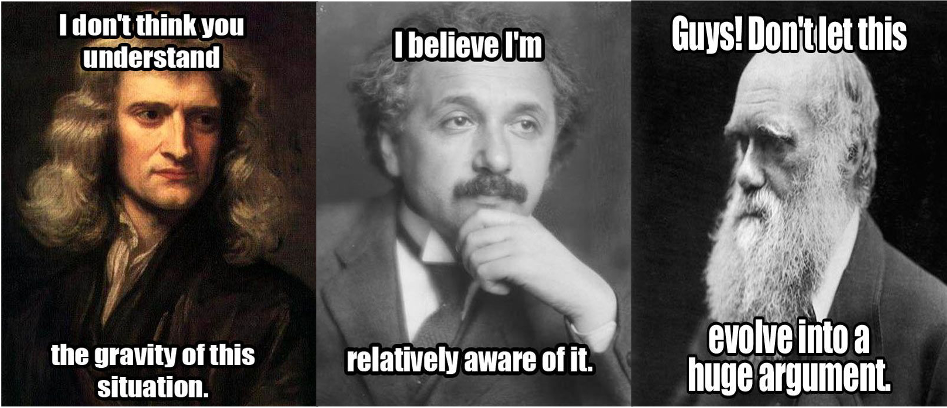 I don't think you
understand
the gravity of this
situation.
I believe I'm
relatively aware of it.
Guys! Don't let this
evolve into a
huge argument.